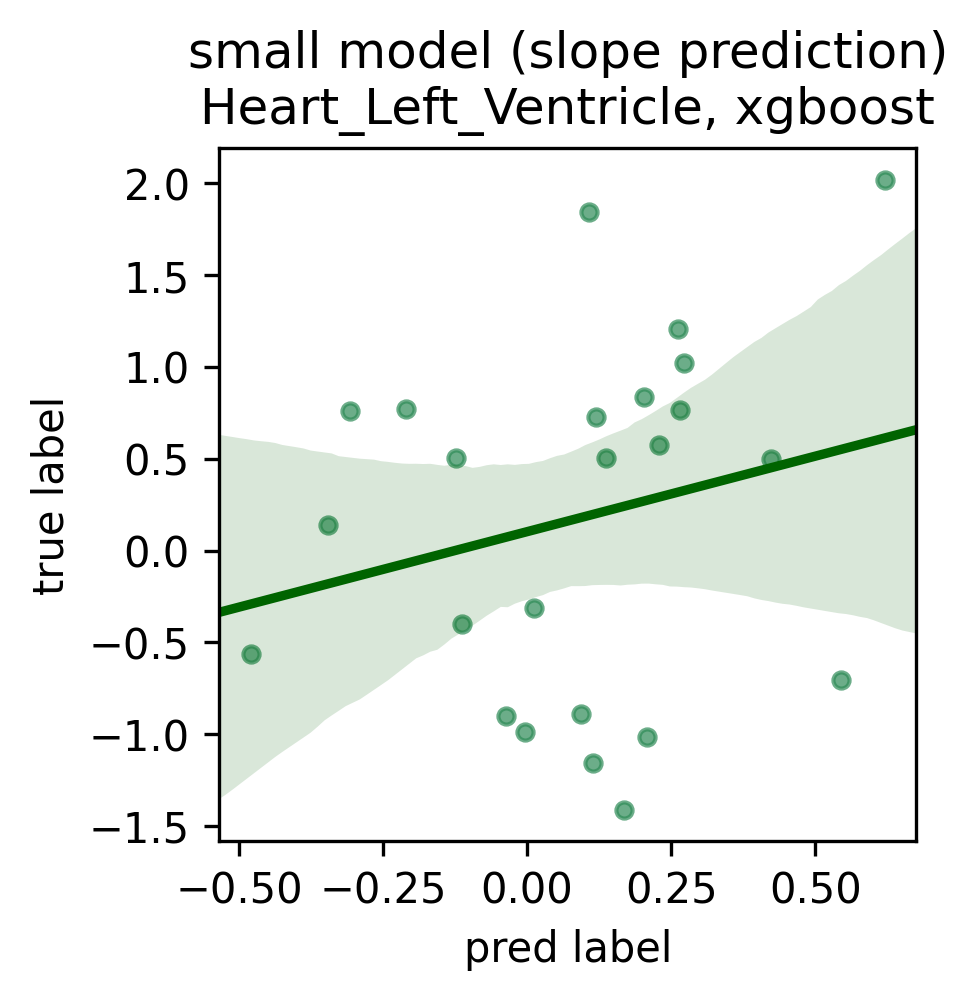 small model (slope prediction)
Heart_Left_Ventricle, xgboost
2.0
1.5
1.0
0.5
0.0
−0.5
−1.0
−1.5
true label
−0.50 −0.25 0.00 0.25 0.50
pred label